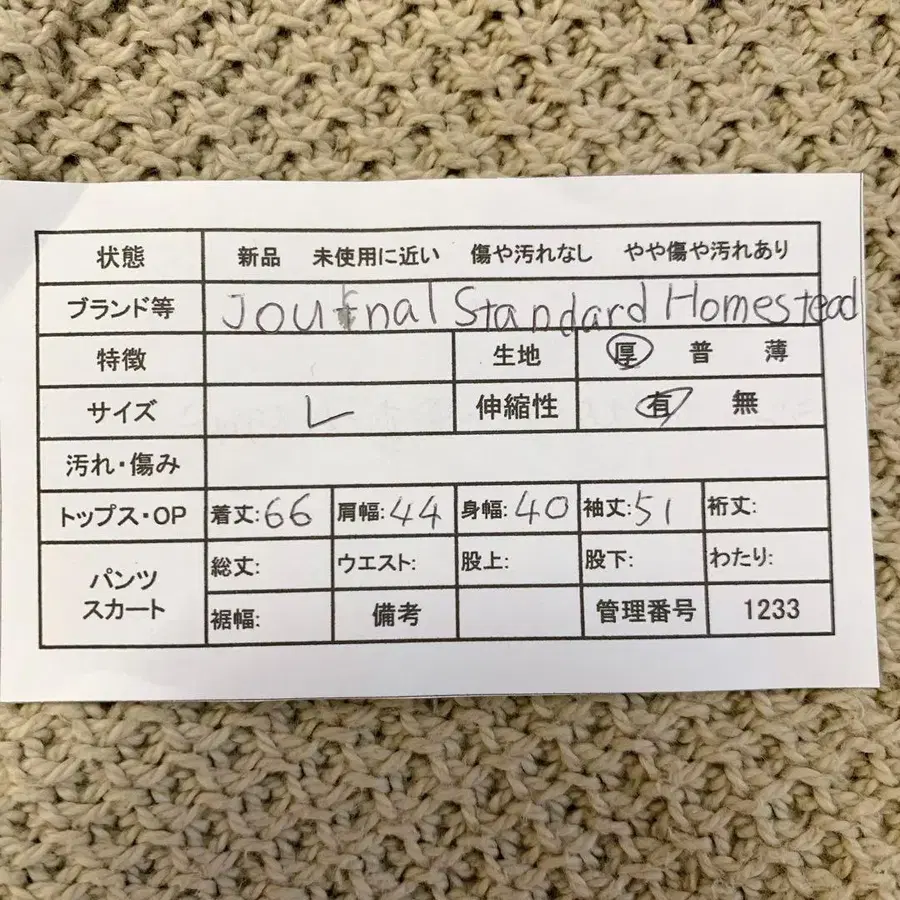 状態 新品 未使用に近い 傷や汚れなし やや傷や汚れあり
ブランド等 Journal Standard Homestead
特徴 生地 厚 普 薄
サイズ L 伸縮性 有 無
汚れ・傷み
トップス・OP 着丈:66 肩幅:44 身幅:40 袖丈:51 裄丈:
パンツ スカート 総丈: ウエスト: 股上: 股下: わたり:
裾幅: 備考 管理番号 1233